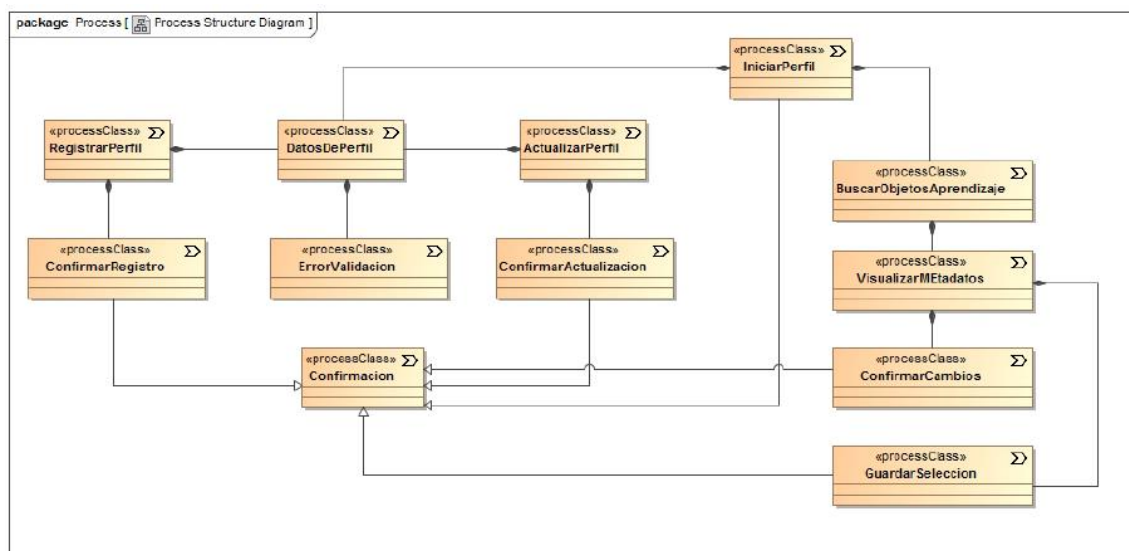 package Process [ Process Structure Diagram ]
«processClass»
IniciarPerfil
«processClass»
RegistrarPerfil
«processClass»
DatosDePerfil
«processClass»
ActualizarPerfil
«processClass»
BuscarObjetosAprendizaje
«processClass»
ConfirmarRegistro
«processClass»
ErrorValidacion
«processClass»
ConfirmarActualizacion
«processClass»
VisualizarMEtadatos
«processClass»
Confirmacion
«processClass»
ConfirmarCambios
«processClass»
GuardarSeleccion